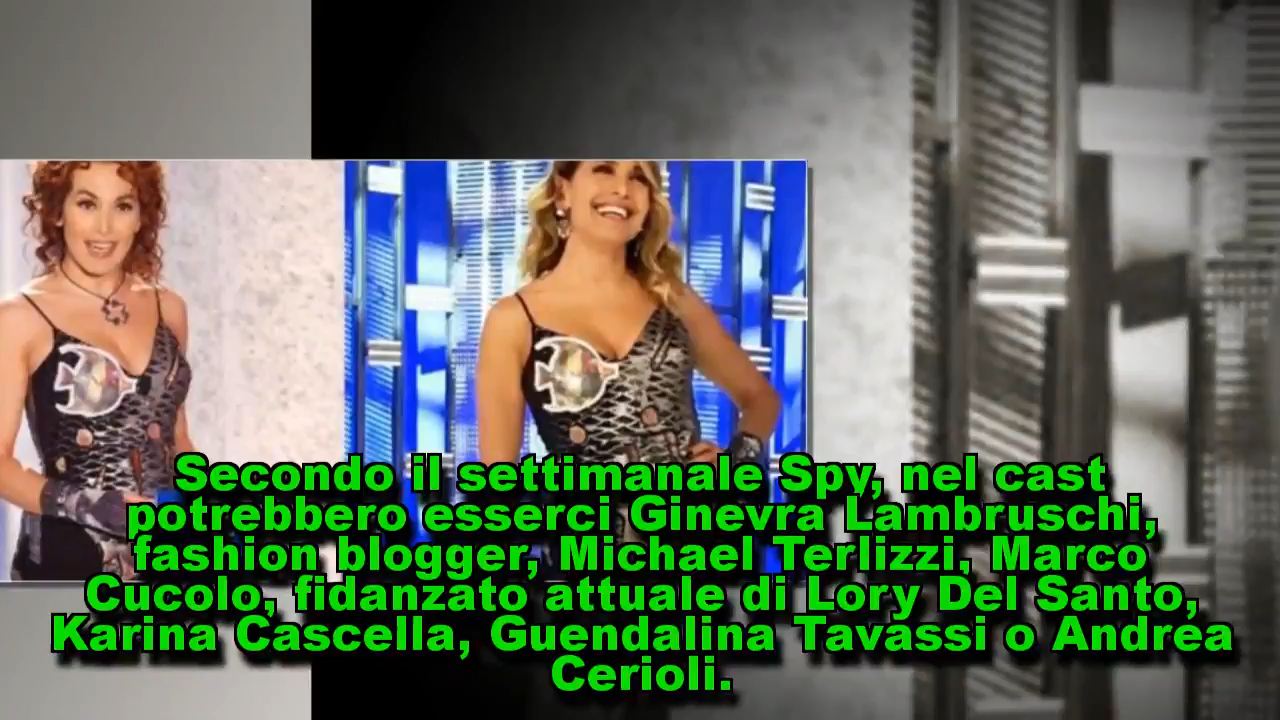 Secondo il settimanale Spy, nel cast
potrebbero esserci Ginevra Lambruschi,
fashion blogger, Michael Terlizzi, Marco
Cucolo, fidanzato attuale di Lory Del Santo,
Karina Cascella, Guendalina Tavassi o Andrea
Cerioli.